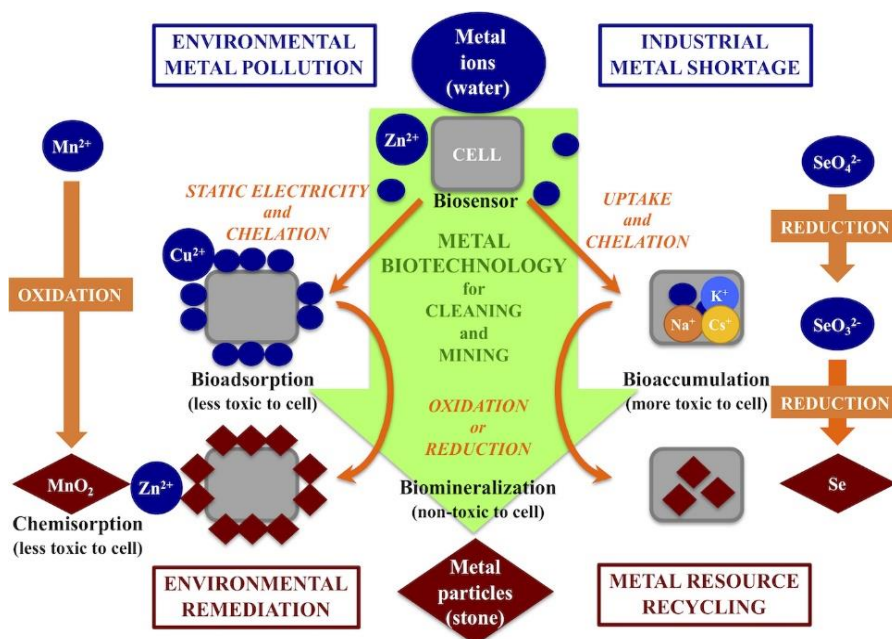 ENVIRONMENTAL
METAL POLLUTION
Metal
ions
(water)
INDUSTRIAL
METAL SHORTAGE
Mn²⁺
Zn²⁺
CELL
Biosensor
SeO₄²⁻
STATIC ELECTRICITY
and
CHELATION
UPTAKE
and
CHELATION
REDUCTION
METAL
BIOTECHNOLOGY
for
CLEANING
and
MINING
Cu²⁺
OXIDATION
K⁺
Na⁺
Cs⁺
SeO₃²⁻
Bioadsorption
(less toxic to cell)
Bioaccumulation
(more toxic to cell)
OXIDATION
or
REDUCTION
REDUCTION
MnO₂
Zn²⁺
Chemisorption
(less toxic to cell)
Biomineralization
(non-toxic to cell)
Se
ENVIRONMENTAL
REMEDIATION
Metal
particles
(stone)
METAL RESOURCE
RECYCLING